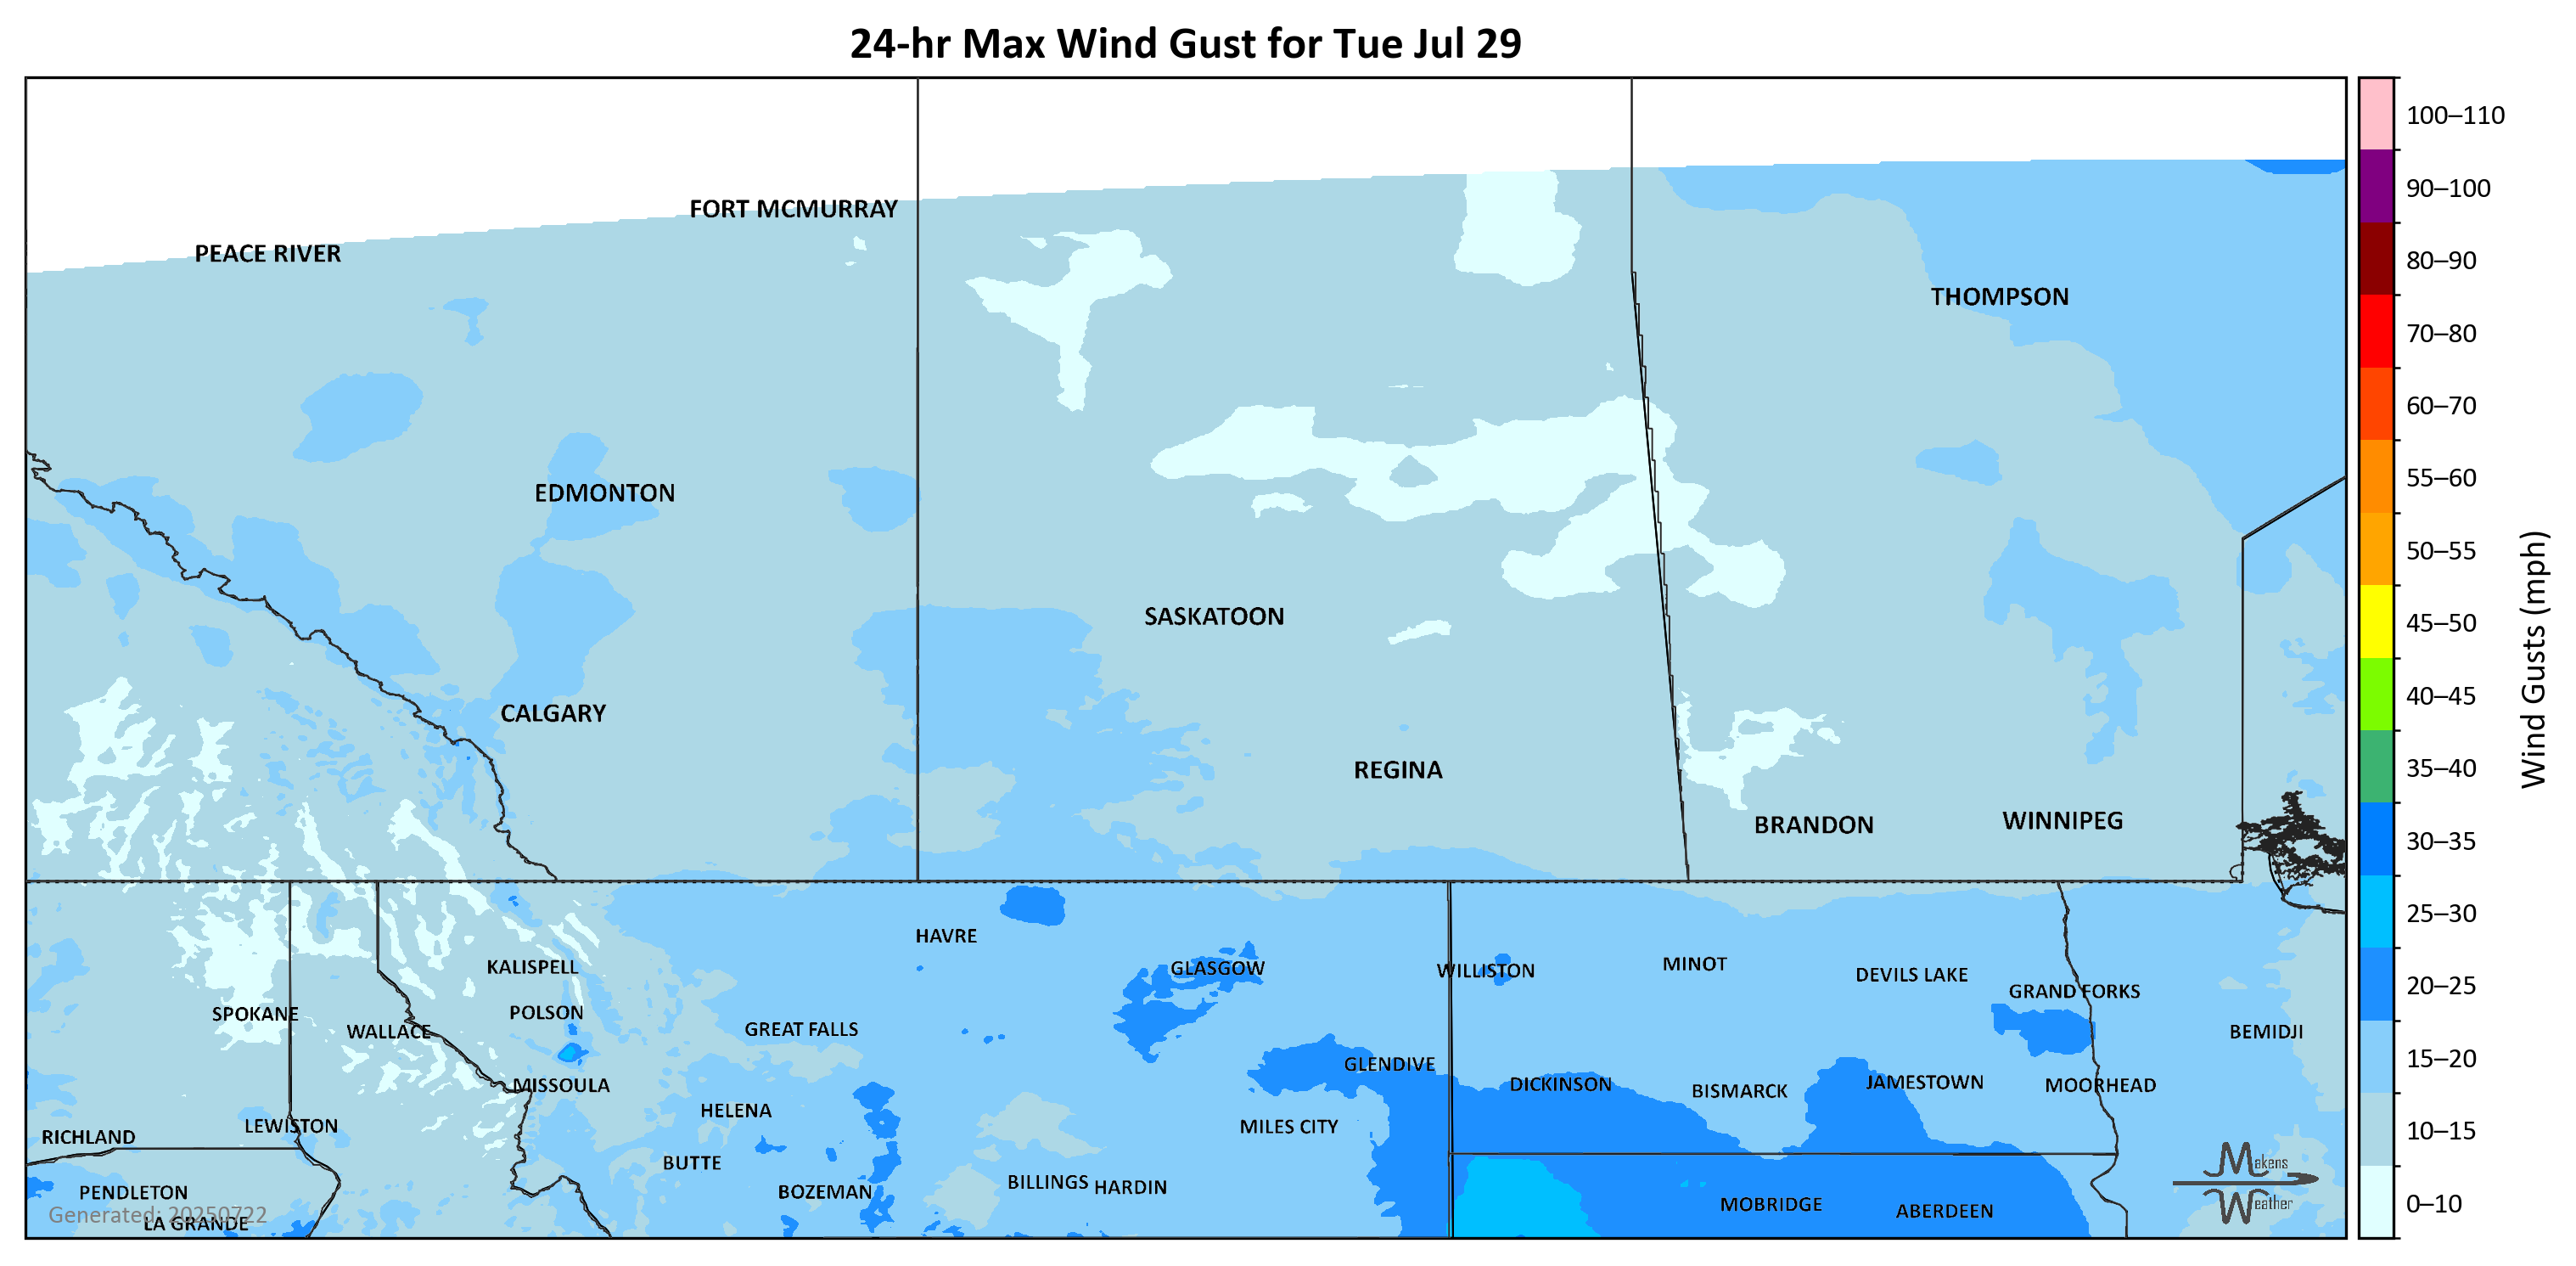 24-hr Max Wind Gust for Tue Jul 29
100–110
90–100
80–90
70–80
60–70
55–60
50–55
45–50
40–45
35–40
30–35
25–30
20–25
15–20
10–15
0–10
Wind Gusts (mph)
FORT MCMURRAY
PEACE RIVER
THOMPSON
EDMONTON
SASKATOON
CALGARY
REGINA
BRANDON
WINNIPEG
HAVRE
KALISPELL
GLASGOW
WILLISTON
MINOT
DEVILS LAKE
GRAND FORKS
SPOKANE
POLSON
WALLACE
GREAT FALLS
BEMIDJI
GLENDIVE
MISSOULA
DICKINSON
BISMARCK
JAMESTOWN
MOORHEAD
HELENA
LEWISTON
MILES CITY
RICHLAND
BUTTE
BILLINGS
HARDIN
PENDLETON
BOZEMAN
MOBRIDGE
ABERDEEN
Generated: 20250722
LA GRANDE
Makens
Weather